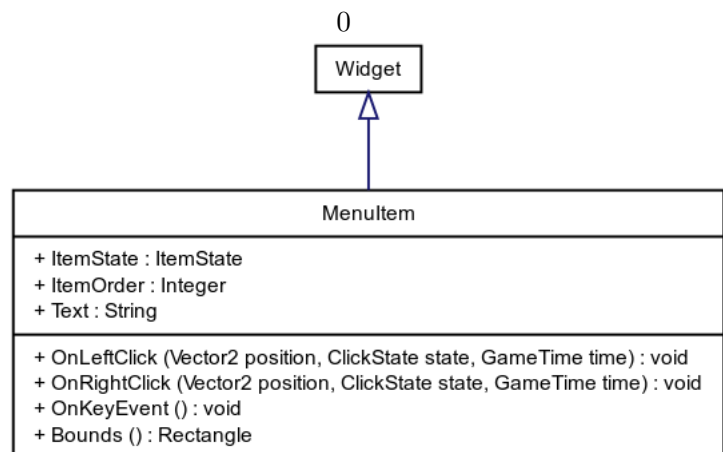 0
Widget
MenuItem
+ ItemState : ItemState
+ ItemOrder : Integer
+ Text : String
+ OnLeftClick (Vector2 position, ClickState state, GameTime time) : void
+ OnRightClick (Vector2 position, ClickState state, GameTime time) : void
+ OnKeyEvent () : void
+ Bounds () : Rectangle